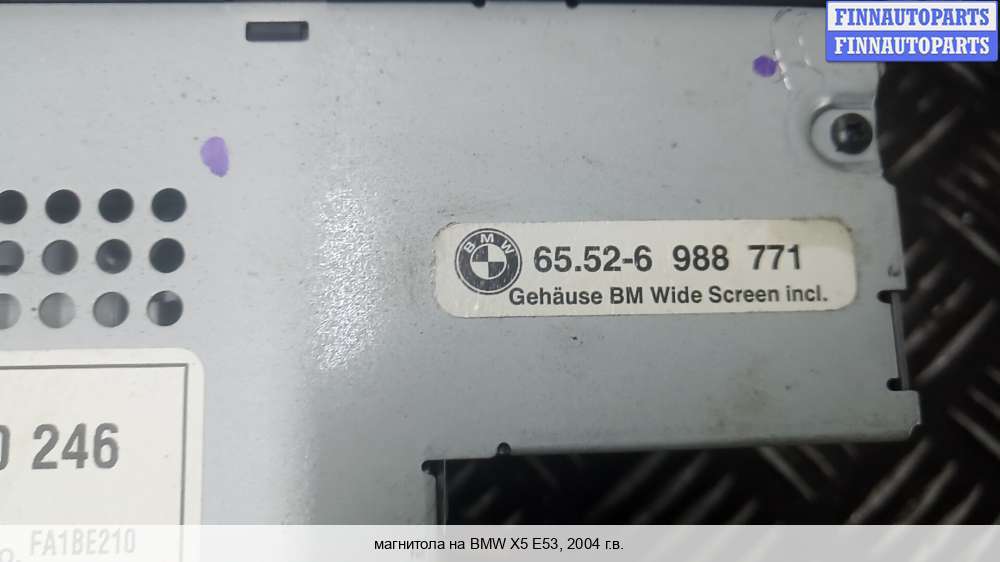 FINNAUTOPARTS
FINNAUTOPARTS
BMW
65.52-6 988 771
Gehäuse BM Wide Screen incl.
246
FA1BE210
магнитола на BMW X5 E53, 2004 г.в.